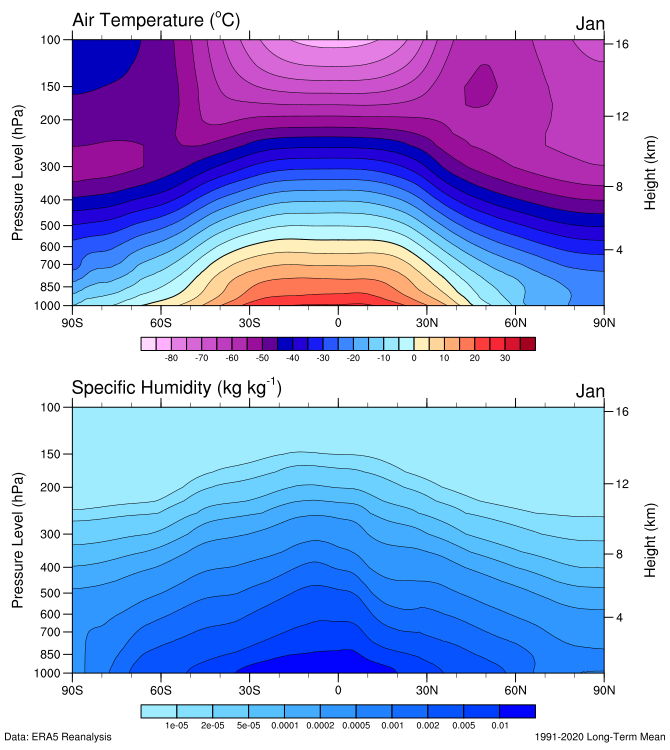 Air Temperature (°C)
Jan
100
150
200
300
400
500
600
700
850
1000
Pressure Level (hPa)
16
12
8
4
Height (km)
90S 60S 30S 0 30N 60N 90N
-80 -70 -60 -50 -40 -30 -20 -10 0 10 20 30
Specific Humidity (kg kg⁻¹)
Jan
100
150
200
300
400
500
600
700
850
1000
Pressure Level (hPa)
16
12
8
4
Height (km)
90S 60S 30S 0 30N 60N 90N
1e-05 2e-05 5e-05 0.0001 0.0002 0.0005 0.001 0.002 0.005 0.01
Data: ERA5 Reanalysis
1991-2020 Long-Term Mean